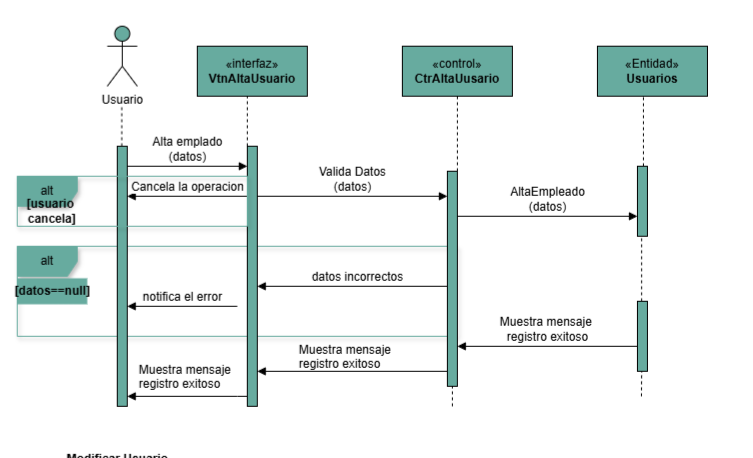 «interfaz»
VtnAltaUsuario
«control»
CtrAltaUusario
«Entidad»
Usuarios
Usuario
Alta emplado
(datos)
Valida Datos
(datos)
Cancela la operacion
AltaEmpleado
(datos)
alt
[usuario
cancela]
alt
[datos==null]
datos incorrectos
notifica el error
Muestra mensaje
registro exitoso
Muestra mensaje
registro exitoso
Muestra mensaje
registro exitoso
Modificar Usuario